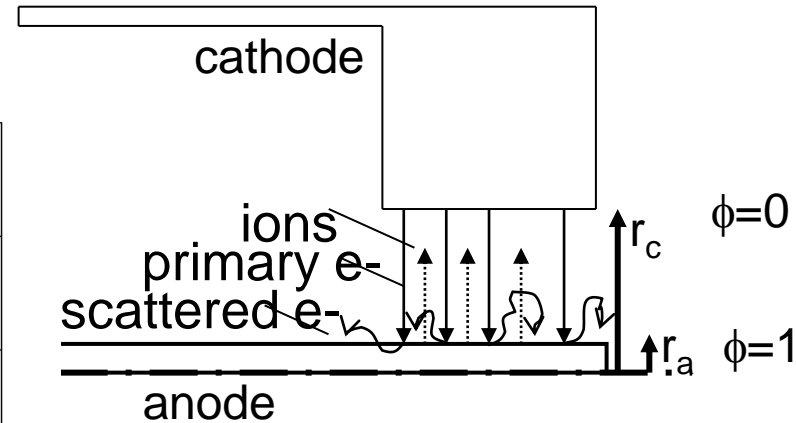 cathode
ϕ=0
ions
r_c
primary e-
scattered e-
r_a ϕ=1
anode